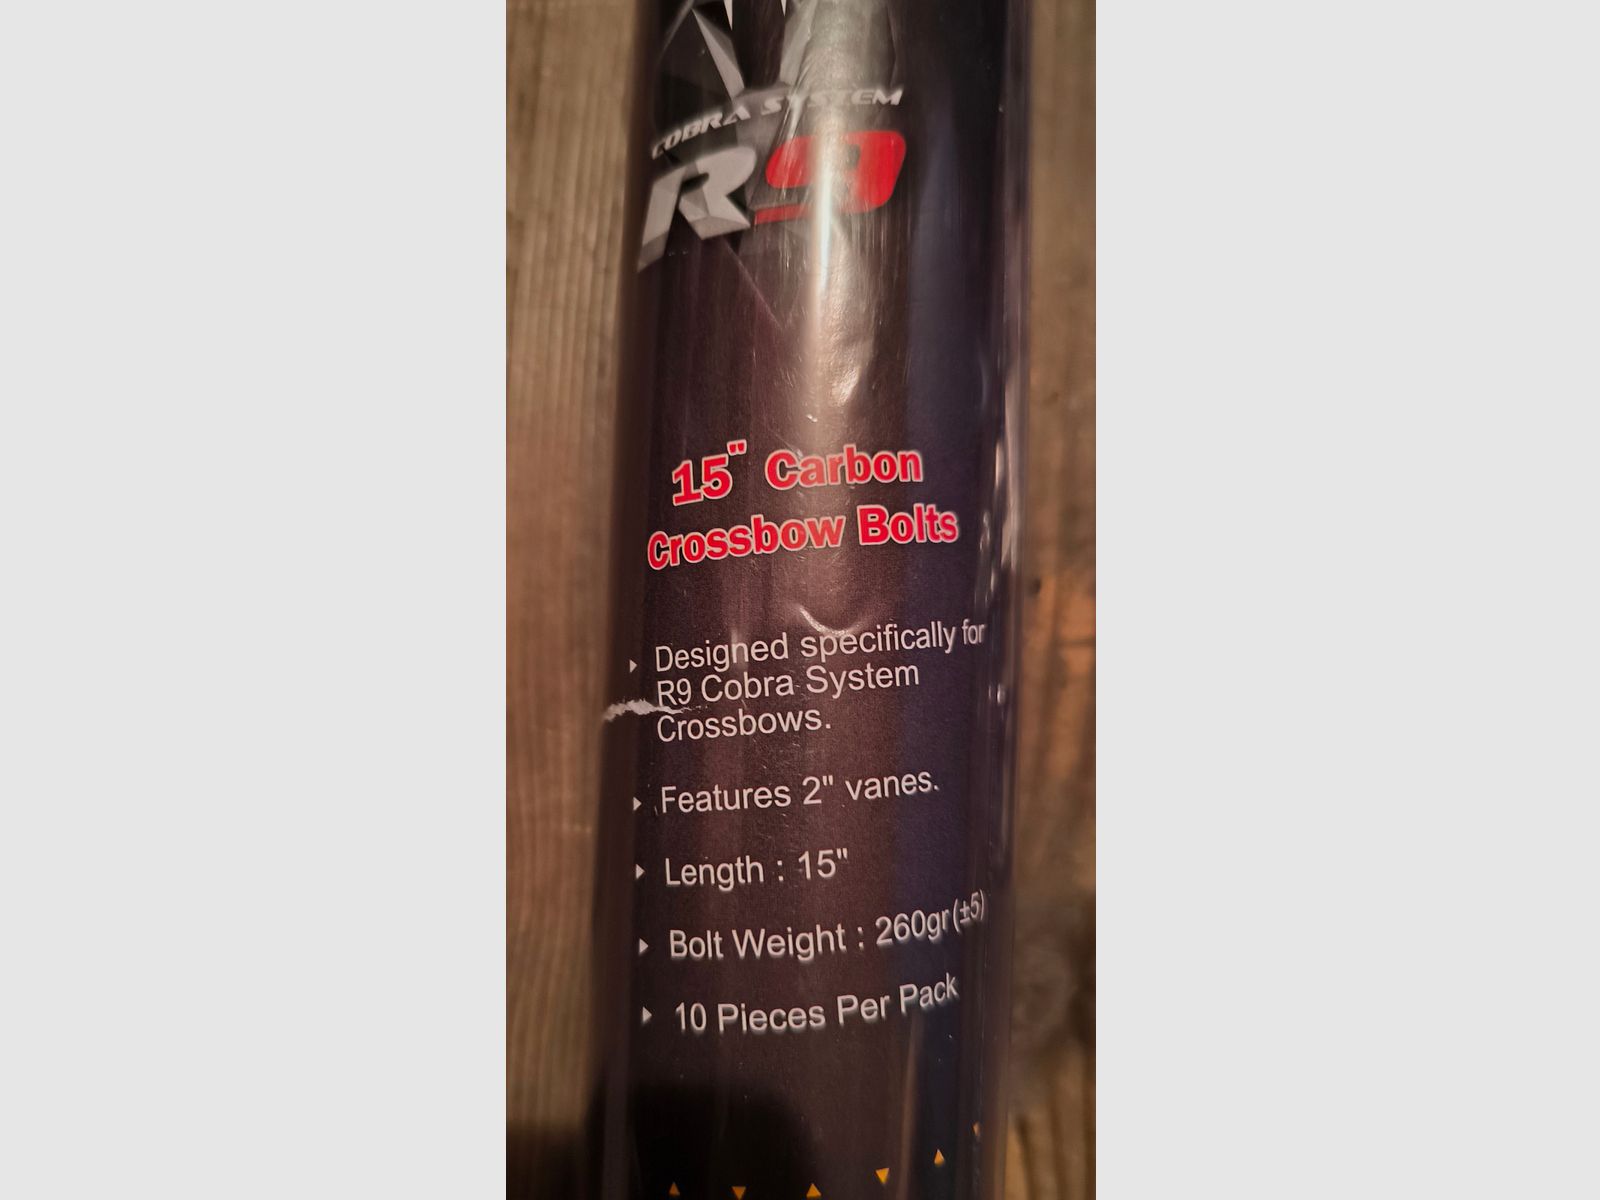 COBRA SYSTEM
R9
15" Carbon
Crossbow Bolts
Designed specifically for
R9 Cobra System
Crossbows.
Features 2" vanes.
Length : 15"
Bolt Weight : 260gr(±5)
10 Pieces Per Pack